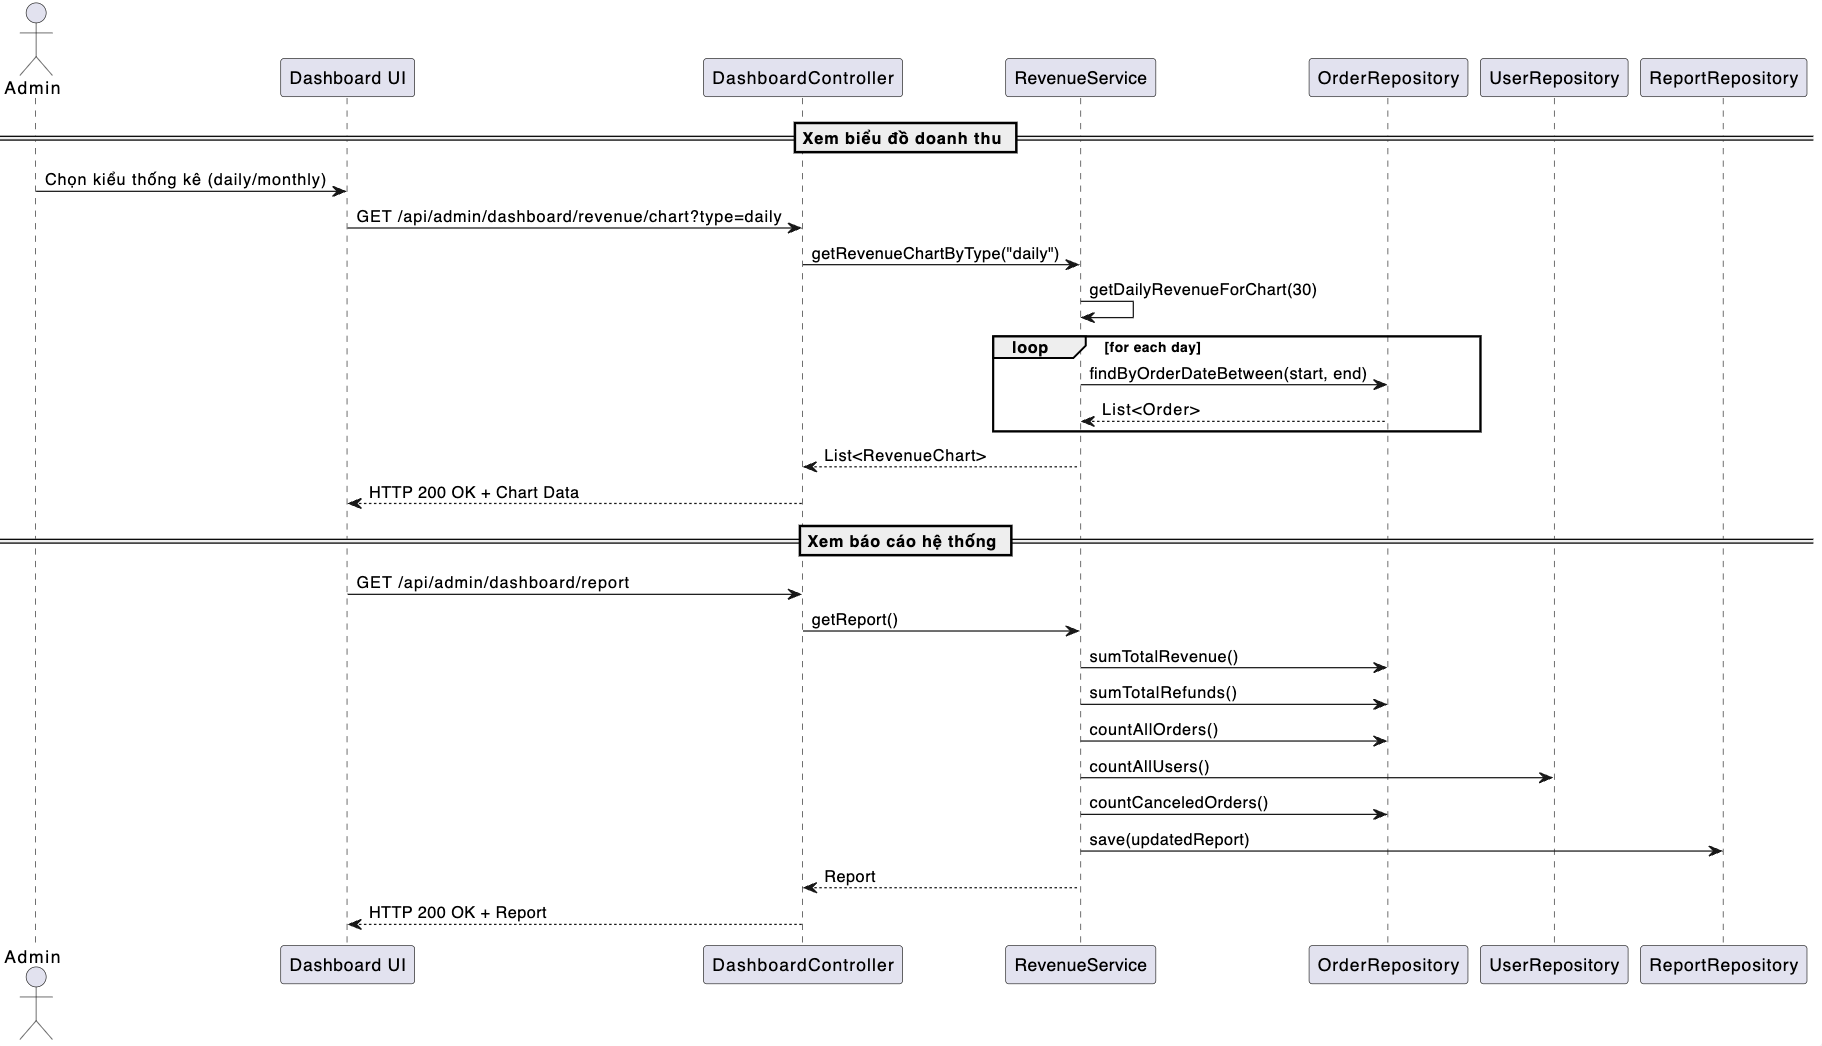 Admin
Dashboard UI
DashboardController
RevenueService
OrderRepository
UserRepository
ReportRepository
Xem biểu đồ doanh thu
Chọn kiểu thống kê (daily/monthly)
GET /api/admin/dashboard/revenue/chart?type=daily
getRevenueChartByType("daily")
getDailyRevenueForChart(30)
loop [for each day]
findByOrderDateBetween(start, end)
List<Order>
List<RevenueChart>
HTTP 200 OK + Chart Data
Xem báo cáo hệ thống
GET /api/admin/dashboard/report
getReport()
sumTotalRevenue()
sumTotalRefunds()
countAllOrders()
countAllUsers()
countCanceledOrders()
save(updatedReport)
Report
HTTP 200 OK + Report
Admin
Dashboard UI
DashboardController
RevenueService
OrderRepository
UserRepository
ReportRepository